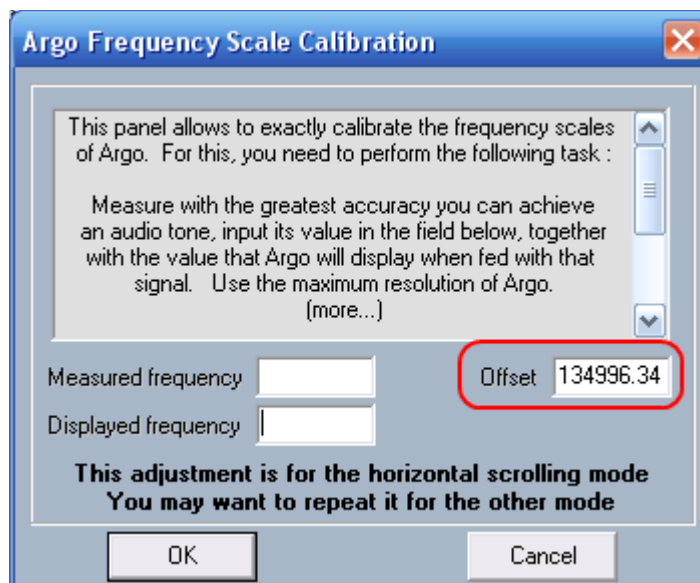 Argo Frequency Scale Calibration
This panel allows to exactly calibrate the frequency scales
of Argo. For this, you need to perform the following task :
Measure with the greatest accuracy you can achieve
an audio tone, input its value in the field below, together
with the value that Argo will display when fed with that
signal. Use the maximum resolution of Argo.
(more...)
Measured frequency
Offset 134996.34
Displayed frequency
This adjustment is for the horizontal scrolling mode
You may want to repeat it for the other mode
OK Cancel